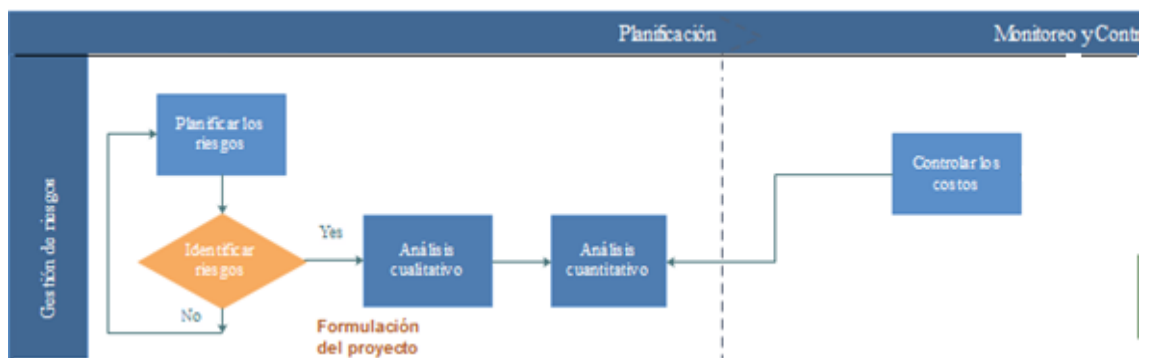 Planificación
Monitoreo y Contr
Gestión de riesgos
Planificar los
riesgos
Identificar
riesgos
Yes
No
Análisis
cualitativo
Análisis
cuantitativo
Controlar los
costos
Formulación
del proyecto